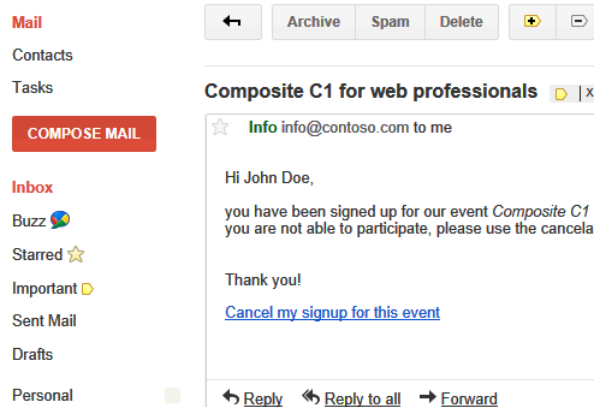 Mail
Contacts
Tasks
COMPOSE MAIL
Inbox
Buzz
Starred
Important
Sent Mail
Drafts
Personal
Archive Spam Delete
Composite C1 for web professionals x
Info info@contoso.com to me
Hi John Doe,
you have been signed up for our event Composite C1
you are not able to participate, please use the cancela
Thank you!
Cancel my signup for this event
Reply Reply to all Forward